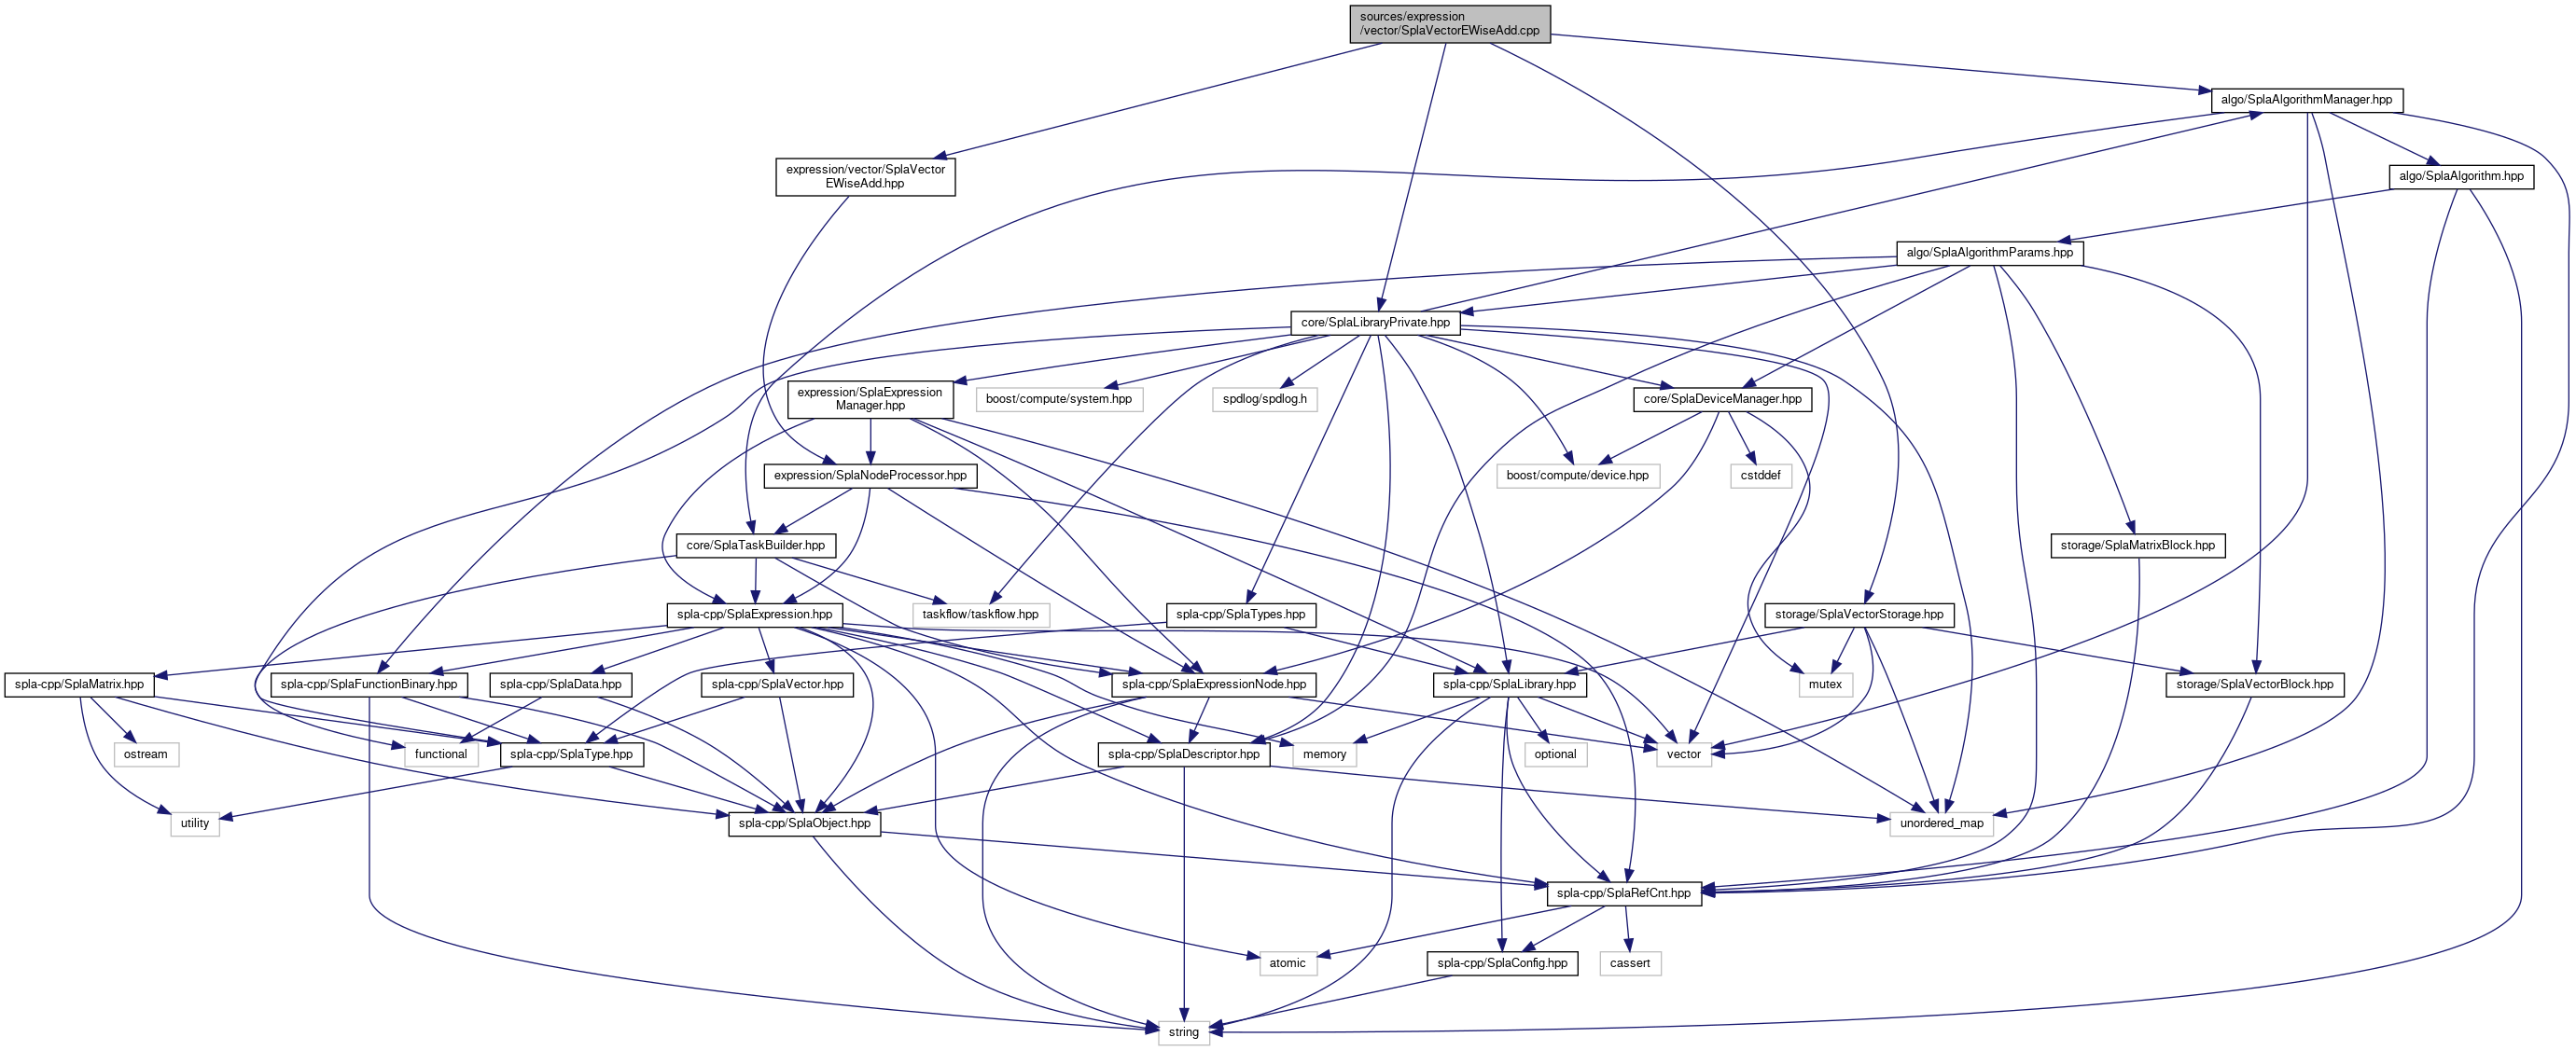 sources/expression
/vector/SplaVectorEWiseAdd.cpp
algo/SplaAlgorithmManager.hpp
expression/vector/SplaVector
EWiseAdd.hpp
algo/SplaAlgorithm.hpp
algo/SplaAlgorithmParams.hpp
core/SplaLibraryPrivate.hpp
expression/SplaExpression
Manager.hpp
boost/compute/system.hpp
spdlog/spdlog.h
core/SplaDeviceManager.hpp
expression/SplaNodeProcessor.hpp
boost/compute/device.hpp
cstddef
core/SplaTaskBuilder.hpp
storage/SplaMatrixBlock.hpp
spla-cpp/SplaExpression.hpp
taskflow/taskflow.hpp
spla-cpp/SplaTypes.hpp
storage/SplaVectorStorage.hpp
spla-cpp/SplaMatrix.hpp
spla-cpp/SplaFunctionBinary.hpp
spla-cpp/SplaData.hpp
spla-cpp/SplaVector.hpp
spla-cpp/SplaExpressionNode.hpp
spla-cpp/SplaLibrary.hpp
mutex
storage/SplaVectorBlock.hpp
ostream
functional
spla-cpp/SplaType.hpp
spla-cpp/SplaDescriptor.hpp
memory
optional
vector
utility
spla-cpp/SplaObject.hpp
unordered_map
spla-cpp/SplaRefCnt.hpp
atomic
spla-cpp/SplaConfig.hpp
cassert
string